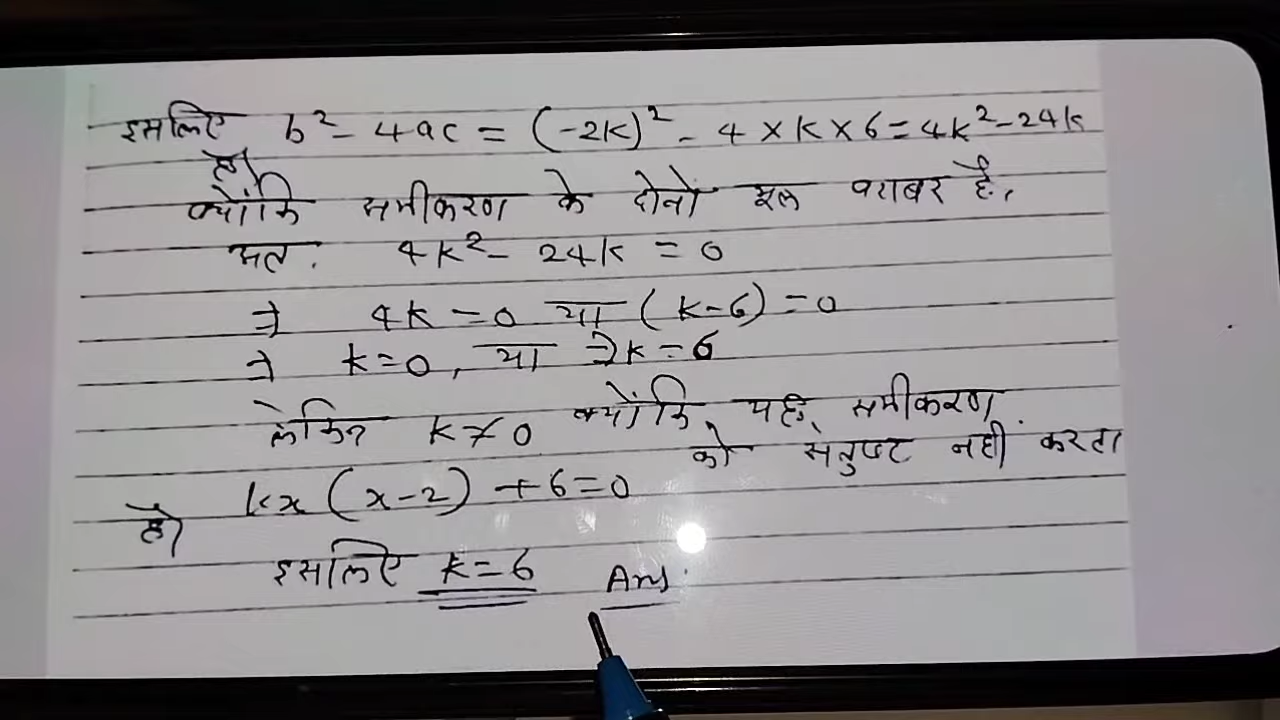 इसलिए b² - 4ac = (-2k)² - 4 × k × 6 = 4k² - 24k
है।
क्योंकि समीकरण के दोनों मूल बराबर है,
अत: 4k² - 24k = 0
⇒ 4k = 0 या (k-6) = 0
⇒ k = 0, या ⇒ k = 6
लेकिन k ≠ 0 क्योंकि यह समीकरण
को संतुष्ट नहीं करता
kx (x-2) + 6 = 0
है।
इसलिए k = 6 Ans.